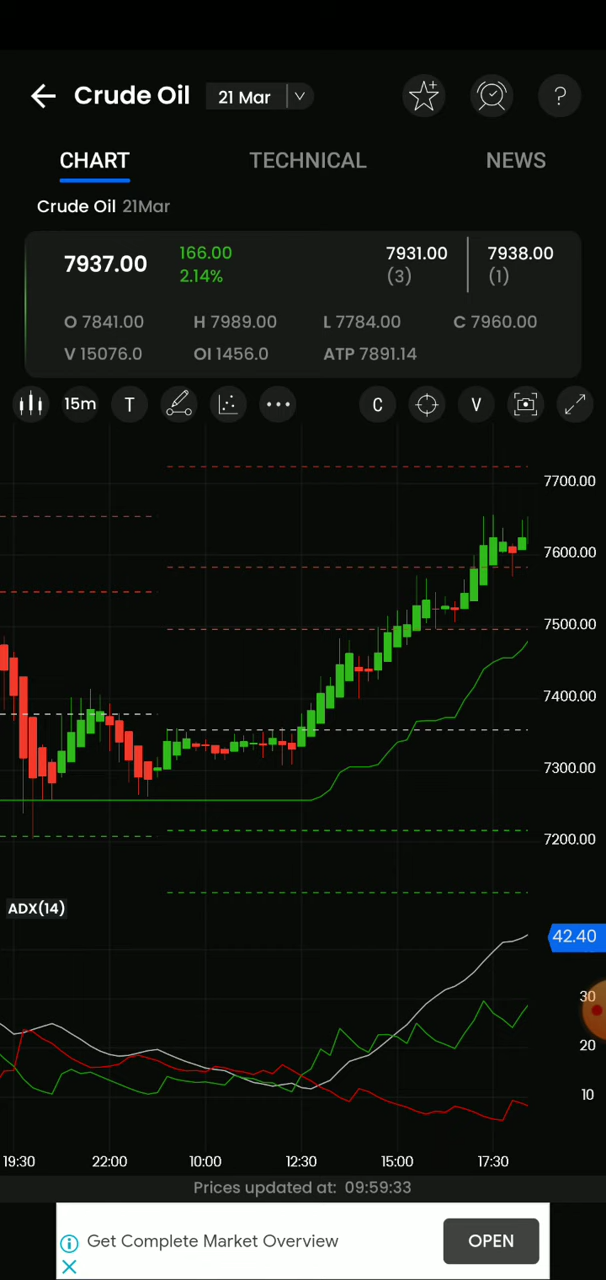 Crude Oil 21 Mar
CHART TECHNICAL NEWS
Crude Oil 21Mar
7937.00 166.00 2.14% 7931.00 (3) 7938.00 (1)
O 7841.00 H 7989.00 L 7784.00 C 7960.00
V 15076.0 OI 1456.0 ATP 7891.14
15m T C V
7700.00
7600.00
7500.00
7400.00
7300.00
7200.00
ADX(14)
42.40
30
20
10
19:30 22:00 10:00 12:30 15:00 17:30
Prices updated at: 09:59:33
Get Complete Market Overview OPEN